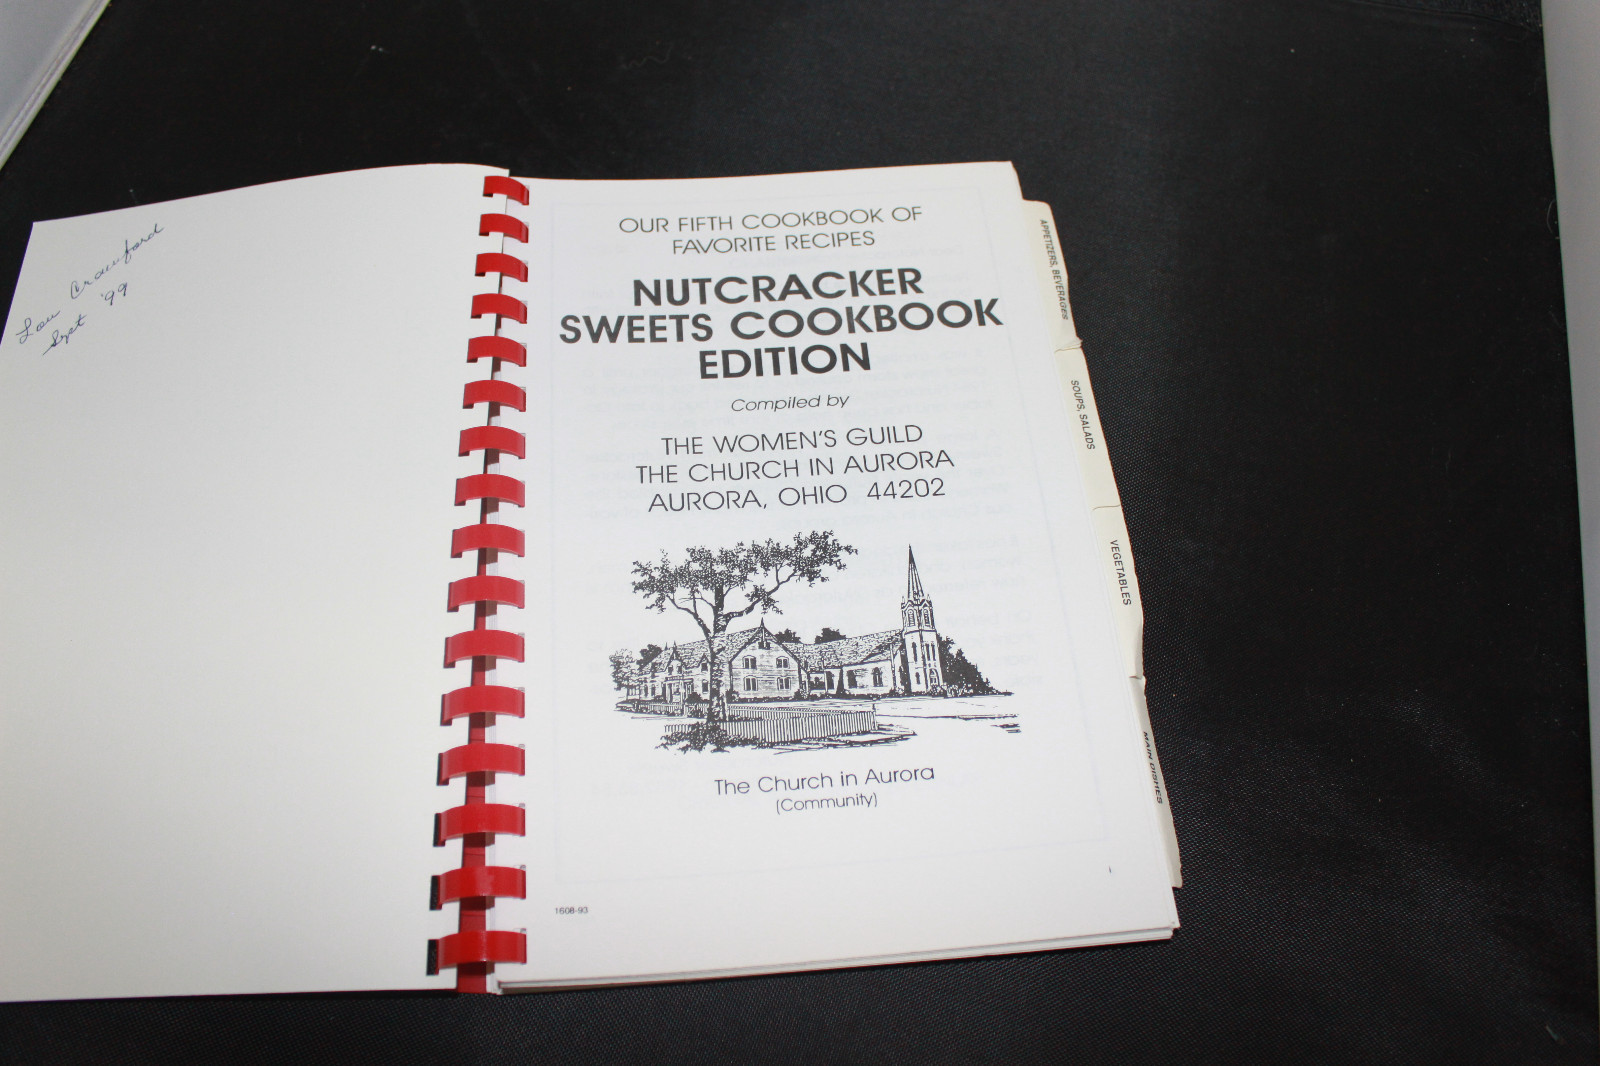 Lou Crawford
Sept '99
OUR FIFTH COOKBOOK OF
FAVORITE RECIPES
NUTCRACKER
SWEETS COOKBOOK
EDITION
Compiled by
THE WOMEN'S GUILD
THE CHURCH IN AURORA
AURORA, OHIO 44202
The Church in Aurora
(Community)
1608-93
APPETIZERS, BEVERAGES
SOUPS, SALADS
VEGETABLES
MAIN DISHES